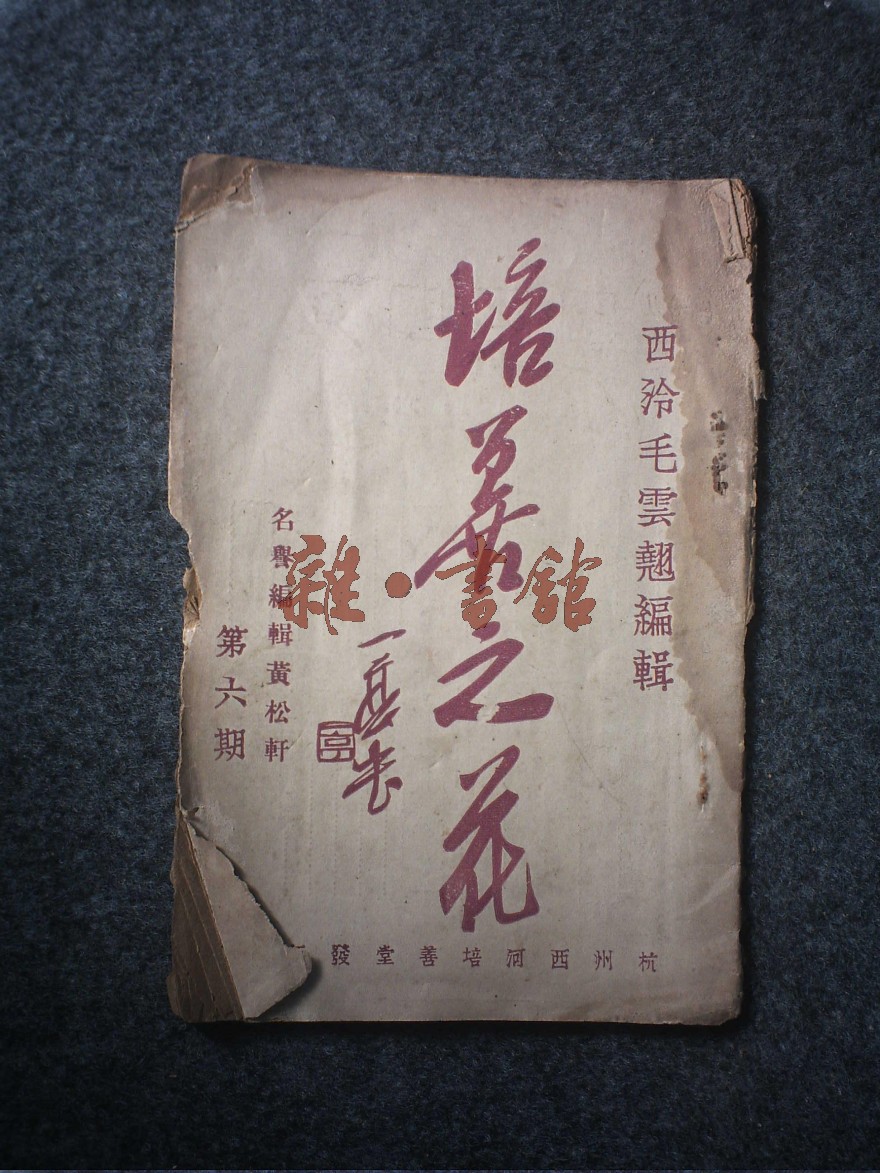 西泠毛雲翹編輯
培善之花
名譽編輯黃松軒
第六期
杭州西河培善堂發
雜·書館